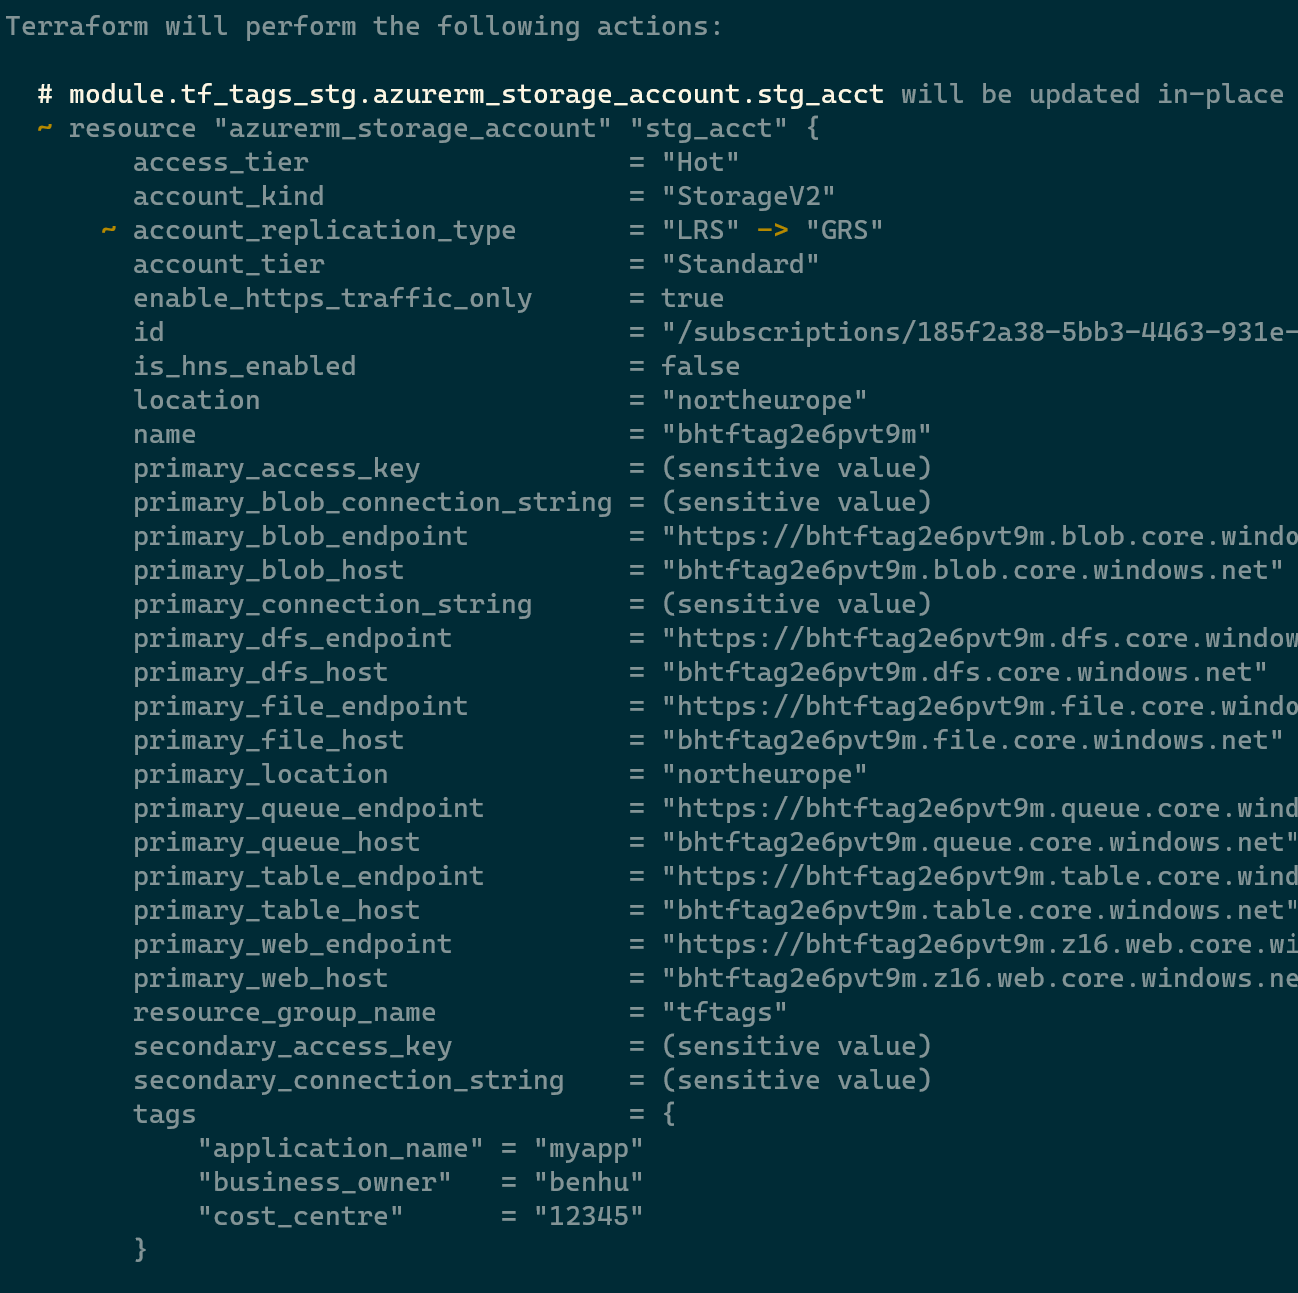 Terraform will perform the following actions:
# module.tf_tags_stg.azurerm_storage_account.stg_acct will be updated in-place
~ resource "azurerm_storage_account" "stg_acct" {
access_tier = "Hot"
account_kind = "StorageV2"
~ account_replication_type = "LRS" -> "GRS"
account_tier = "Standard"
enable_https_traffic_only = true
id = "/subscriptions/185f2a38-5bb3-4463-931e-
is_hns_enabled = false
location = "northeurope"
name = "bhtftag2e6pvt9m"
primary_access_key = (sensitive value)
primary_blob_connection_string = (sensitive value)
primary_blob_endpoint = "https://bhtftag2e6pvt9m.blob.core.windo
primary_blob_host = "bhtftag2e6pvt9m.blob.core.windows.net"
primary_connection_string = (sensitive value)
primary_dfs_endpoint = "https://bhtftag2e6pvt9m.dfs.core.window
primary_dfs_host = "bhtftag2e6pvt9m.dfs.core.windows.net"
primary_file_endpoint = "https://bhtftag2e6pvt9m.file.core.windo
primary_file_host = "bhtftag2e6pvt9m.file.core.windows.net"
primary_location = "northeurope"
primary_queue_endpoint = "https://bhtftag2e6pvt9m.queue.core.wind
primary_queue_host = "bhtftag2e6pvt9m.queue.core.windows.net"
primary_table_endpoint = "https://bhtftag2e6pvt9m.table.core.wind
primary_table_host = "bhtftag2e6pvt9m.table.core.windows.net"
primary_web_endpoint = "https://bhtftag2e6pvt9m.z16.web.core.wi
primary_web_host = "bhtftag2e6pvt9m.z16.web.core.windows.ne
resource_group_name = "tftags"
secondary_access_key = (sensitive value)
secondary_connection_string = (sensitive value)
tags = {
"application_name" = "myapp"
"business_owner" = "benhu"
"cost_centre" = "12345"
}